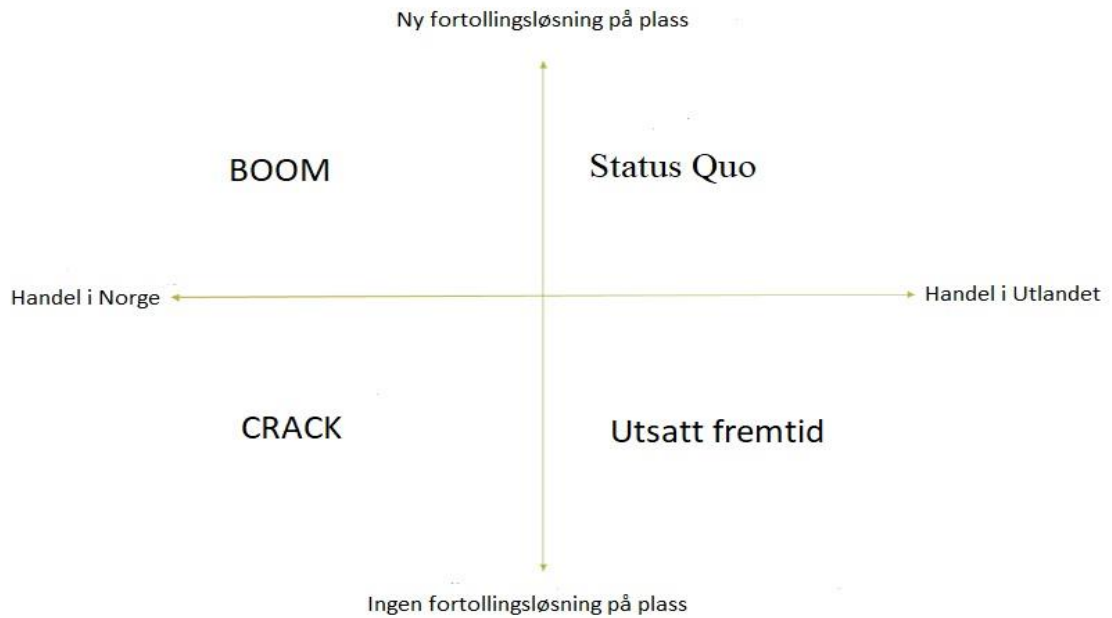 Ny fortollingsløsning på plass
BOOM
Status Quo
Handel i Norge
Handel i Utlandet
CRACK
Utsatt fremtid
Ingen fortollingsløsning på plass